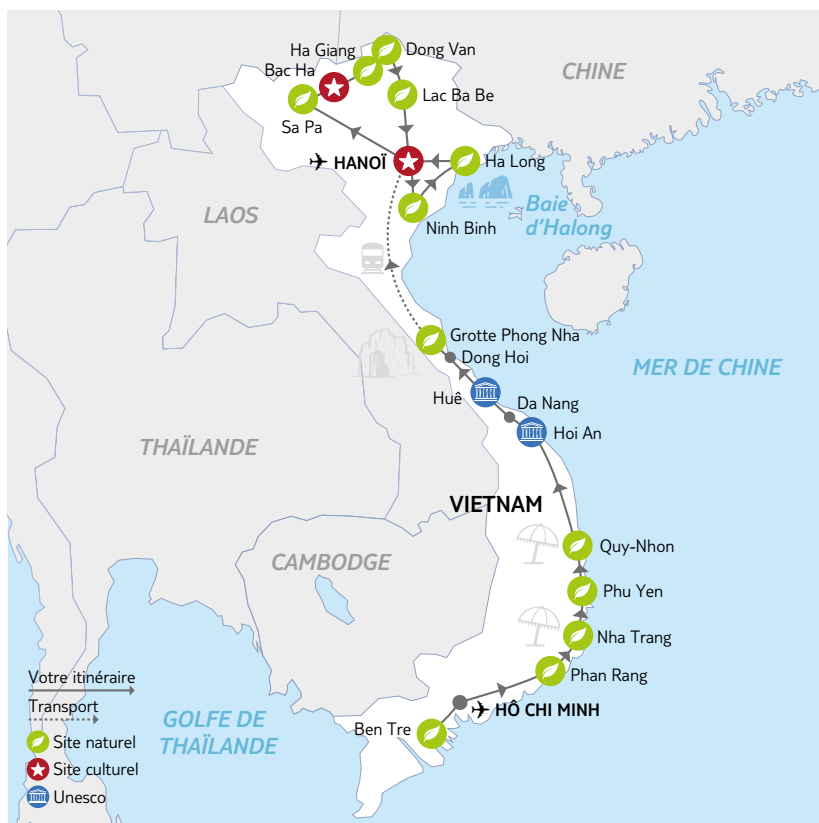 Ha Giang
Dong Van
Bac Ha
CHINE
Lac Ba Be
Sa Pa
HANOÏ
Ha Long
LAOS
Baie
d'Halong
Ninh Binh
Grotte Phong Nha
Dong Hoi
MER DE CHINE
Huê
Da Nang
Hoi An
THAÏLANDE
VIETNAM
Quy-Nhon
CAMBODGE
Phu Yen
Nha Trang
Phan Rang
Votre itinéraire
Transport
HÔ CHI MINH
GOLFE DE
THAÏLANDE
Ben Tre
Site naturel
Site culturel
Unesco